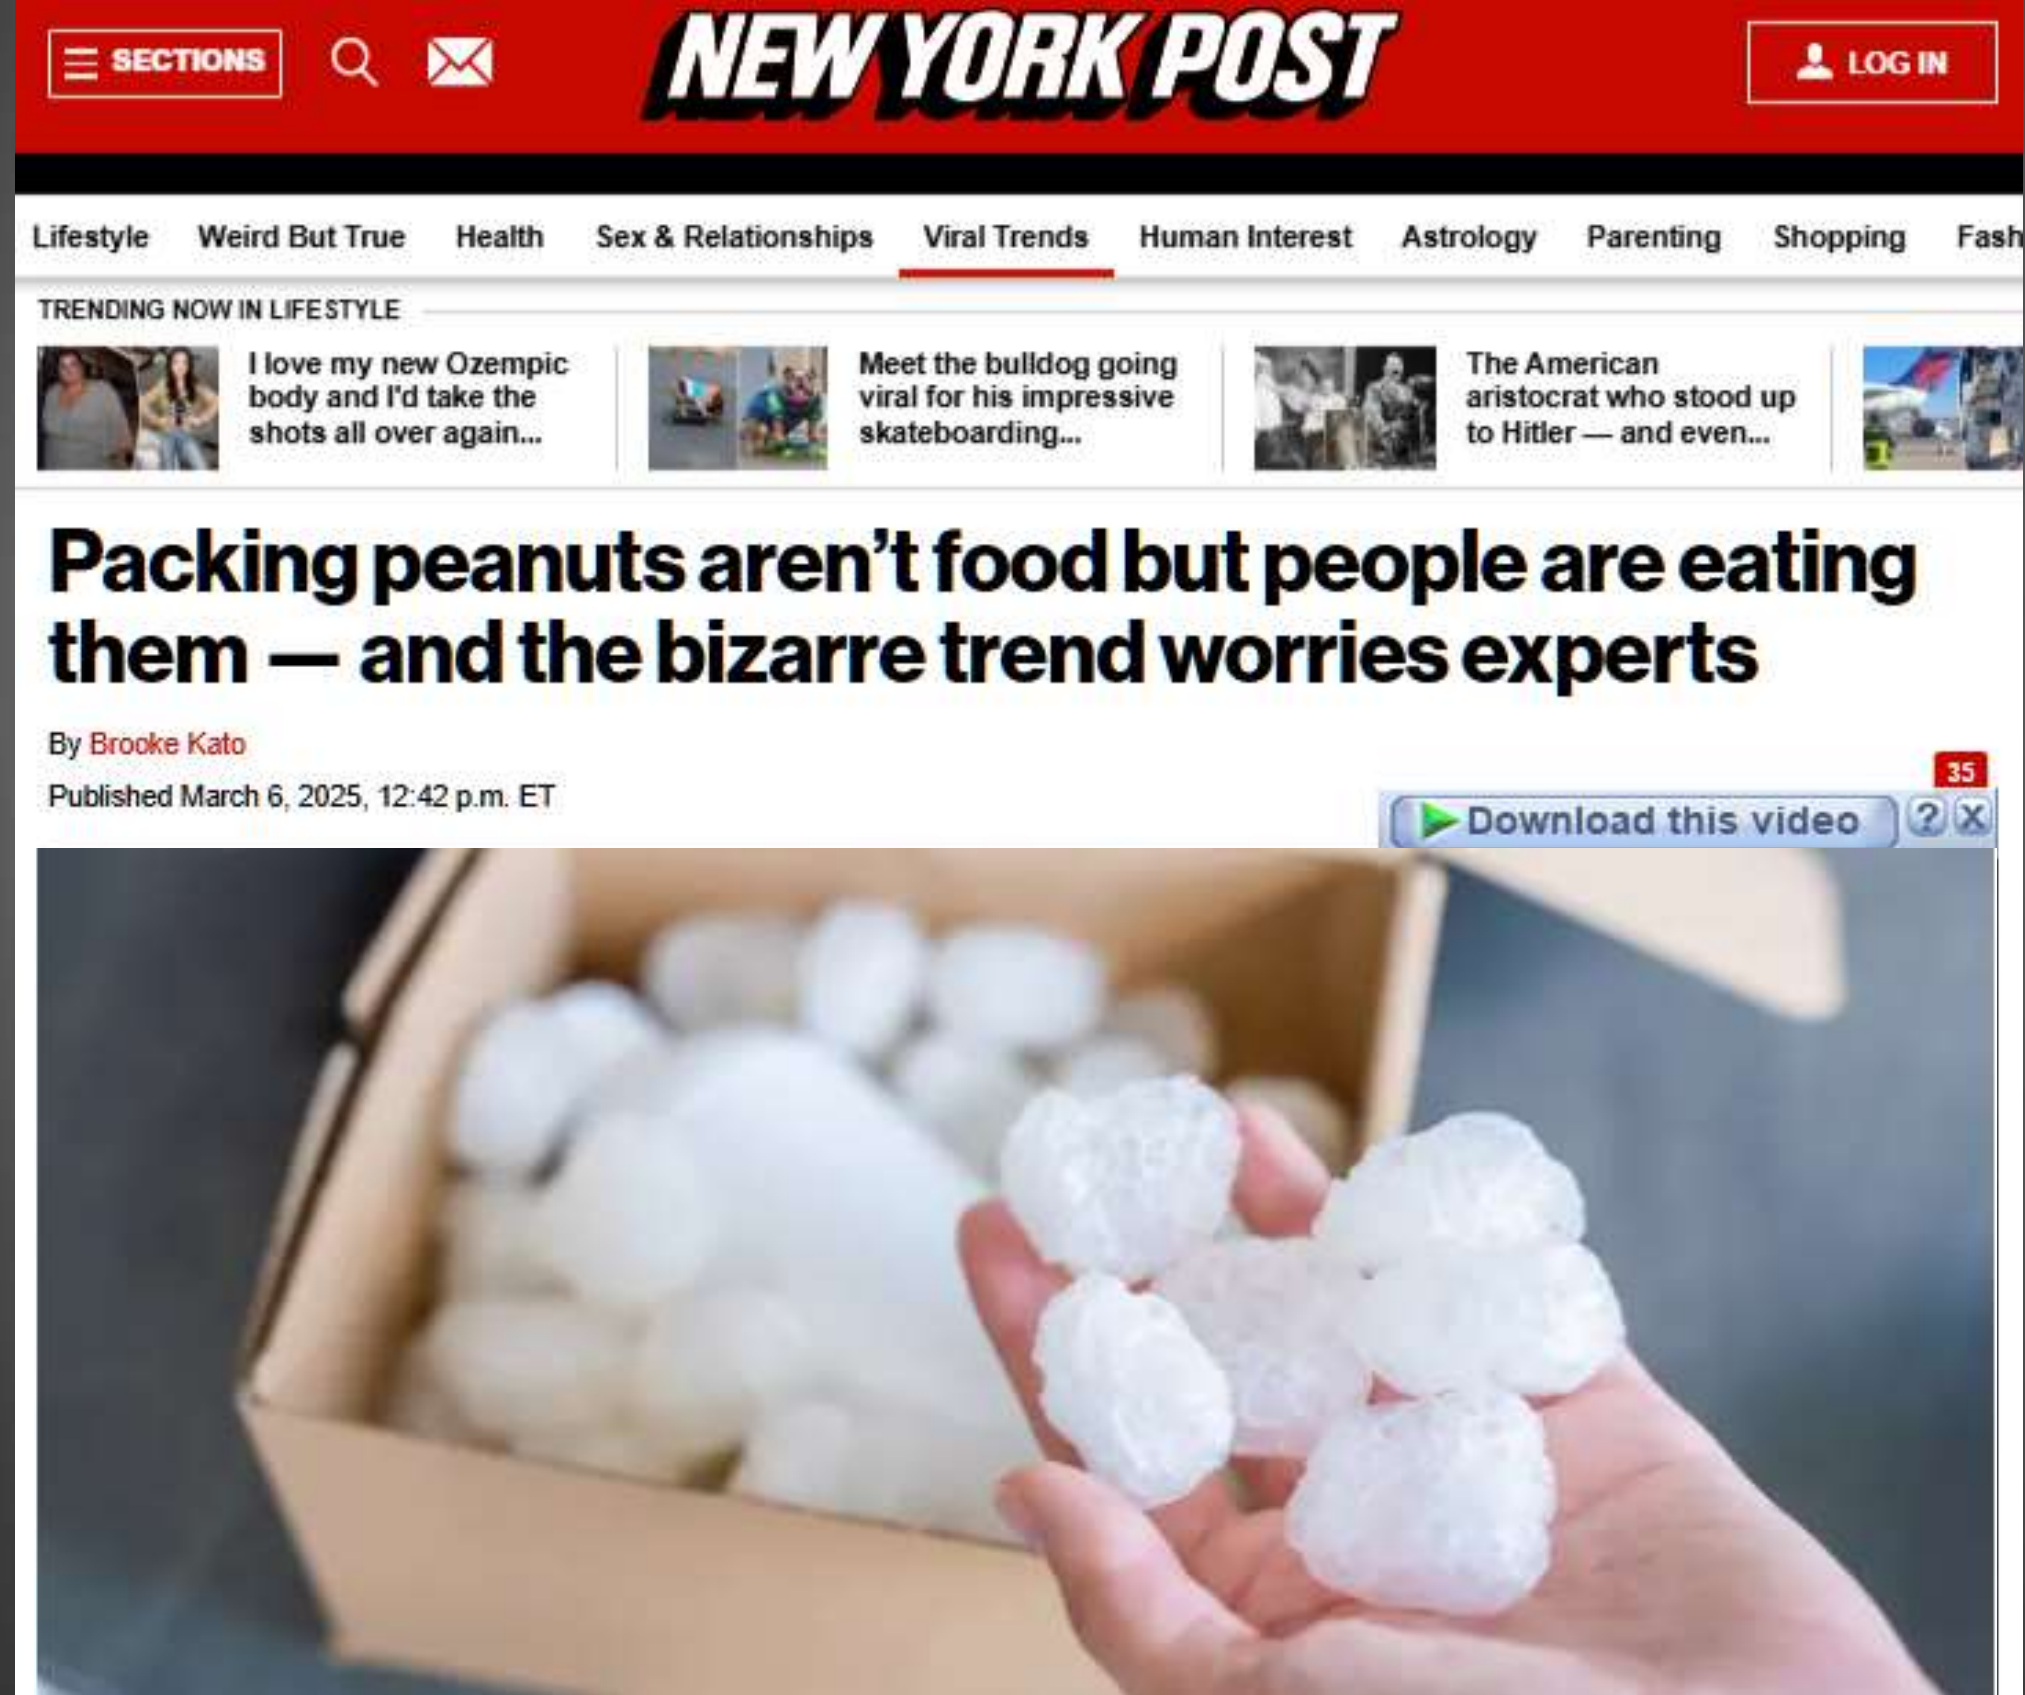 SECTIONS
NEW YORK POST
LOG IN
Lifestyle Weird But True Health Sex & Relationships Viral Trends Human Interest Astrology Parenting Shopping Fash
TRENDING NOW IN LIFESTYLE
I love my new Ozempic
body and I'd take the
shots all over again...
Meet the bulldog going
viral for his impressive
skateboarding...
The American
aristocrat who stood up
to Hitler — and even...
Packing peanuts aren’t food but people are eating
them — and the bizarre trend worries experts
By Brooke Kato
Published March 6, 2025, 12:42 p.m. ET
35
Download this video ? X